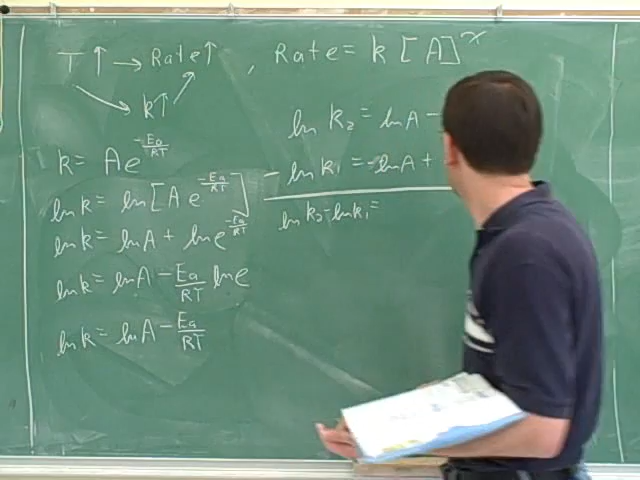 T ↑ → Rate ↑ , Rate = k [A]^x
k ↑
k = Ae^(-Ea/RT)
ln k = ln [A e^(-Ea/RT)]
ln k = ln A + ln e^(-Ea/RT)
ln k = ln A - Ea/RT ln e
ln k = ln A - Ea/RT
ln k₂ = ln A -
- ln k₁ = -ln A +
ln k₂ - ln k₁ =